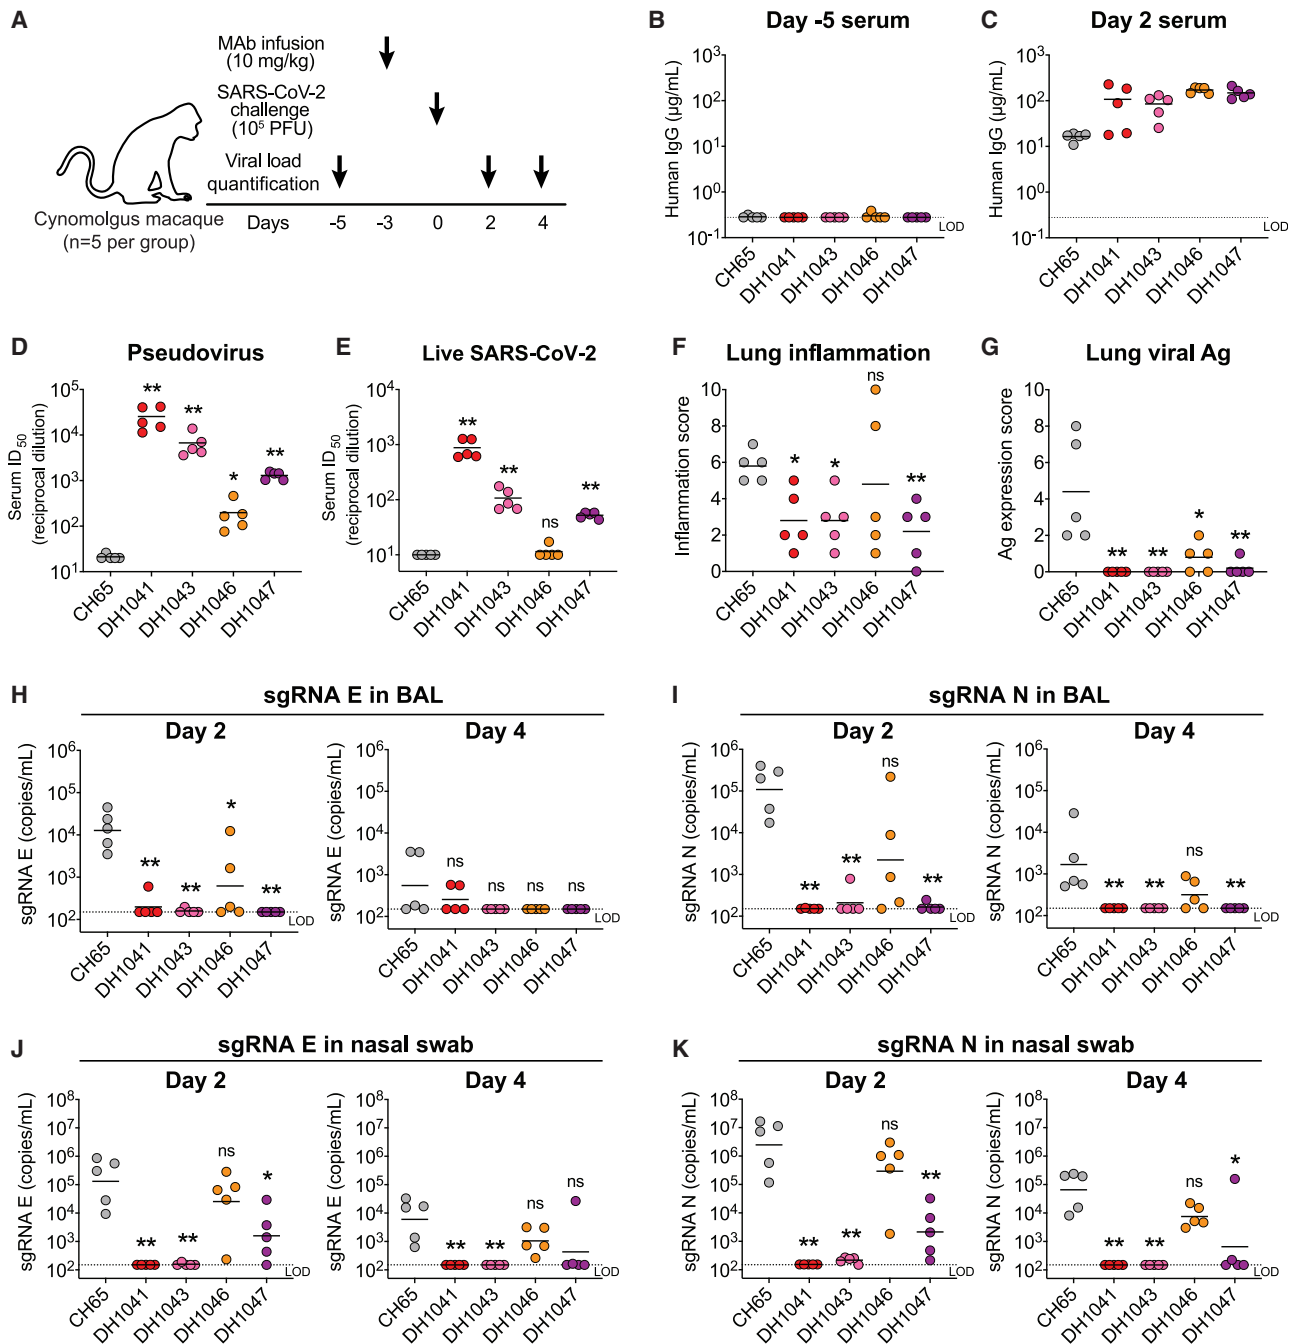 A
MAb infusion
(10 mg/kg)
SARS-CoV-2
challenge
(10⁵ PFU)
Viral load
quantification
Cynomolgus macaque
(n=5 per group)
Days
-5 -3 0 2 4
B
Day -5 serum
Human IgG (µg/mL)
10³
10²
10¹
10⁰
10⁻¹
LOD
CH65
DH1041
DH1043
DH1046
DH1047
C
Day 2 serum
Human IgG (µg/mL)
10³
10²
10¹
10⁰
10⁻¹
LOD
CH65
DH1041
DH1043
DH1046
DH1047
D
Pseudovirus
Serum ID₅₀
(reciprocal dilution)
10⁵
10⁴
10³
10²
10¹
** ** * **
CH65
DH1041
DH1043
DH1046
DH1047
E
Live SARS-CoV-2
Serum ID₅₀
(reciprocal dilution)
10⁴
10³
10²
10¹
** ** ns **
CH65
DH1041
DH1043
DH1046
DH1047
F
Lung inflammation
Inflammation score
10
8
6
4
2
0
* * ns **
CH65
DH1041
DH1043
DH1046
DH1047
G
Lung viral Ag
Ag expression score
10
8
6
4
2
0
** ** * **
CH65
DH1041
DH1043
DH1046
DH1047
H
sgRNA E in BAL
Day 2
sgRNA E (copies/mL)
10⁶
10⁵
10⁴
10³
10²
** ** * **
LOD
CH65
DH1041
DH1043
DH1046
DH1047
Day 4
sgRNA E (copies/mL)
10⁶
10⁵
10⁴
10³
10²
ns ns ns ns
LOD
CH65
DH1041
DH1043
DH1046
DH1047
I
sgRNA N in BAL
Day 2
sgRNA N (copies/mL)
10⁶
10⁵
10⁴
10³
10²
** ** ns **
CH65
DH1041
DH1043
DH1046
DH1047
Day 4
sgRNA N (copies/mL)
10⁶
10⁵
10⁴
10³
10²
** ** ns **
LOD
CH65
DH1041
DH1043
DH1046
DH1047
J
sgRNA E in nasal swab
Day 2
sgRNA E (copies/mL)
10⁸
10⁷
10⁶
10⁵
10⁴
10³
10²
** ** ns *
LOD
CH65
DH1041
DH1043
DH1046
DH1047
Day 4
sgRNA E (copies/mL)
10⁸
10⁷
10⁶
10⁵
10⁴
10³
10²
** ** ns ns
LOD
CH65
DH1041
DH1043
DH1046
DH1047
K
sgRNA N in nasal swab
Day 2
sgRNA N (copies/mL)
10⁸
10⁷
10⁶
10⁵
10⁴
10³
10²
** ** ns **
LOD
CH65
DH1041
DH1043
DH1046
DH1047
Day 4
sgRNA N (copies/mL)
10⁸
10⁷
10⁶
10⁵
10⁴
10³
10²
** ** ns *
LOD
CH65
DH1041
DH1043
DH1046
DH1047